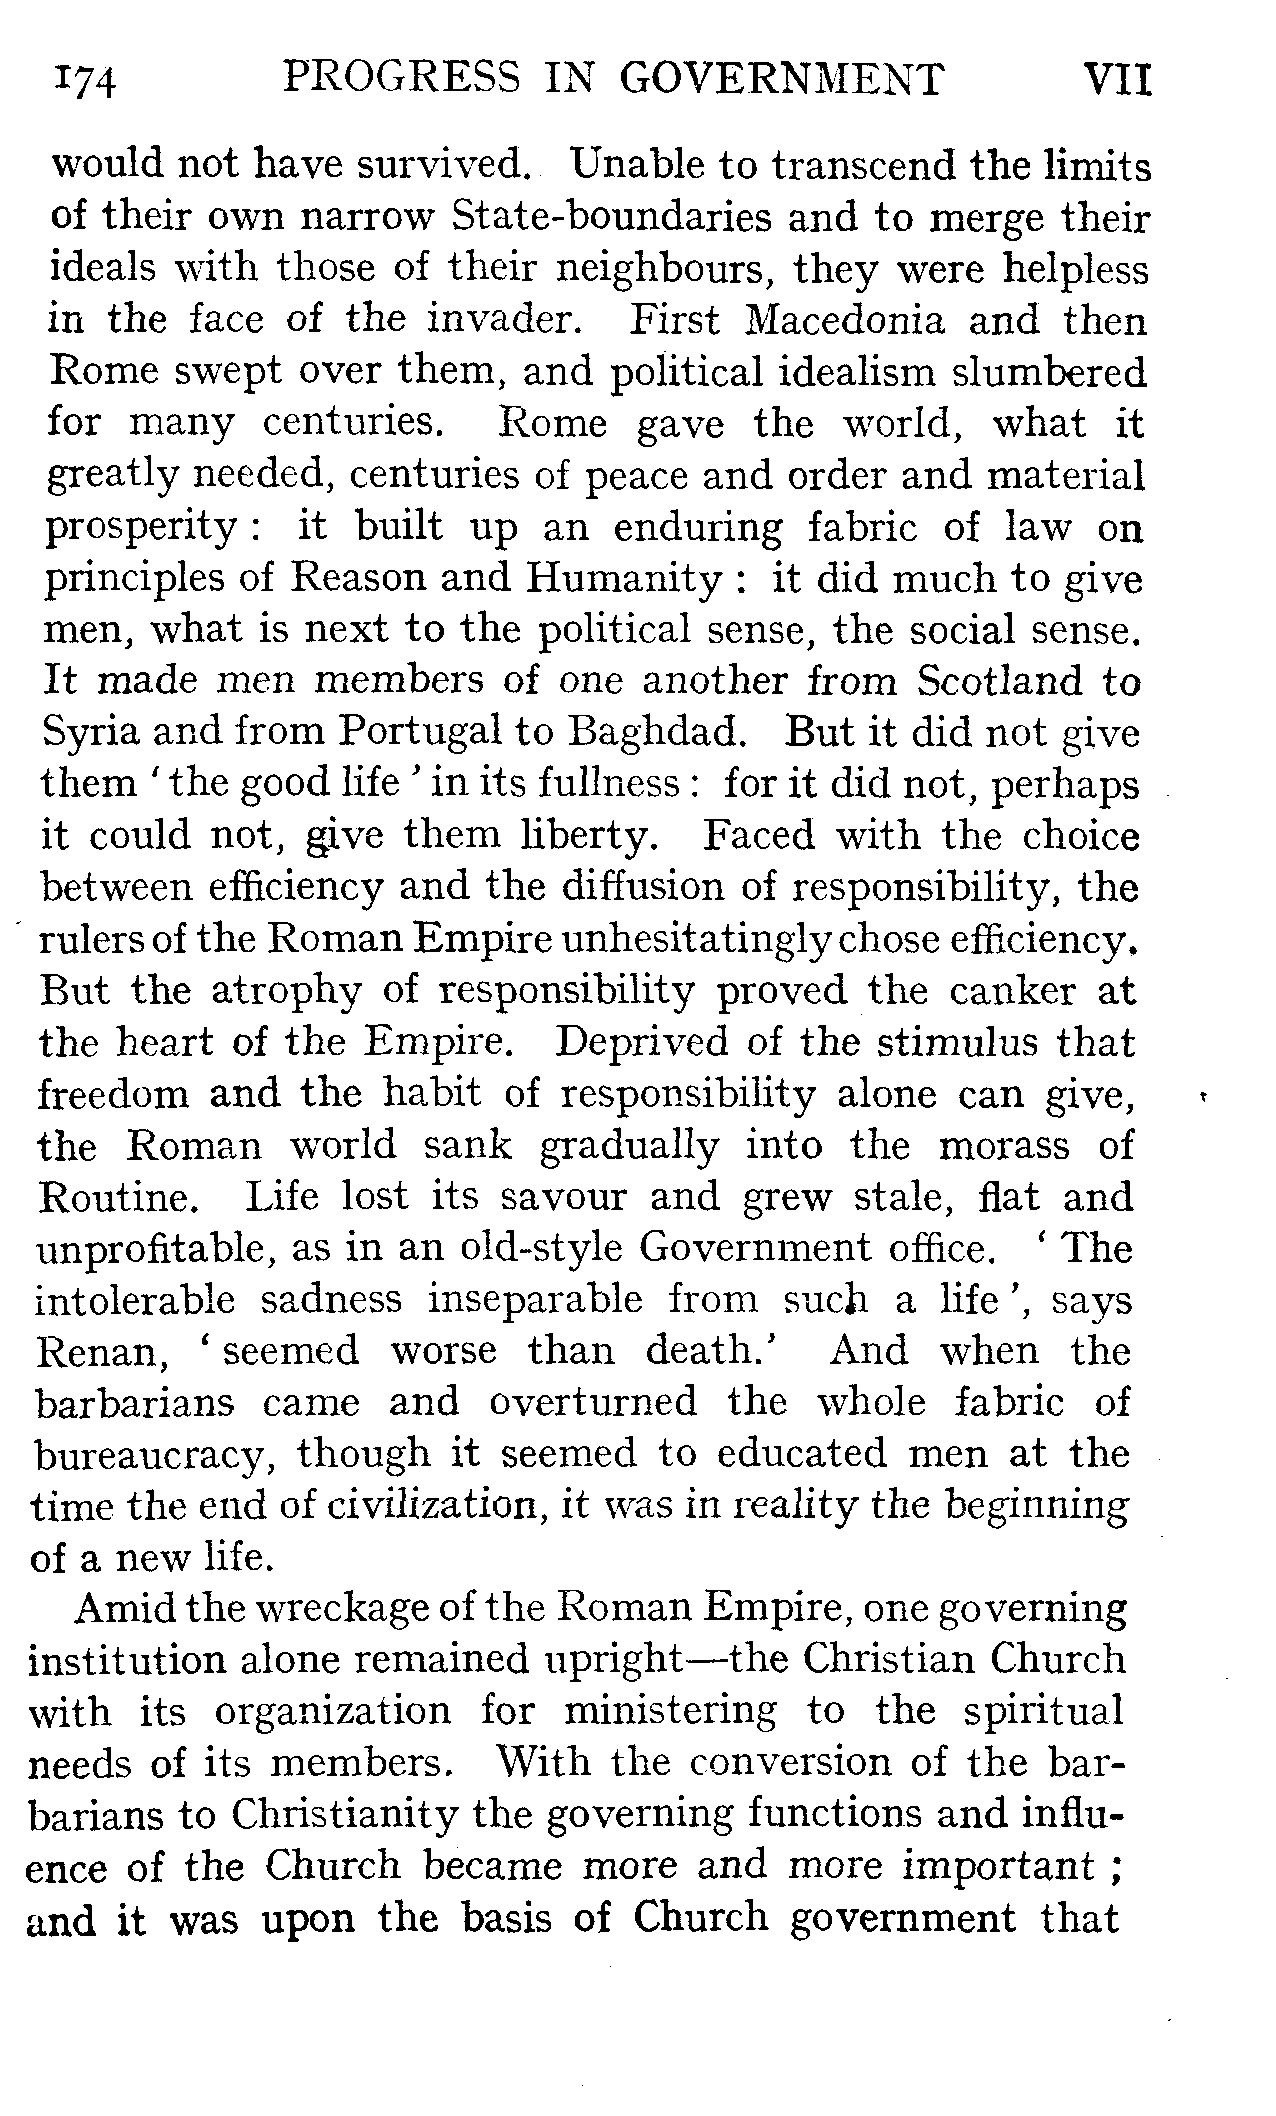 174 PROGRESS IN GOVERNMENT VII
would not have survived. Unable to transcend the limits
of their own narrow State-boundaries and to merge their
ideals with those of their neighbours, they were helpless
in the face of the invader. First Macedonia and then
Rome swept over them, and political idealism slumbered
for many centuries. Rome gave the world, what it
greatly needed, centuries of peace and order and material
prosperity : it built up an enduring fabric of law on
principles of Reason and Humanity : it did much to give
men, what is next to the political sense, the social sense.
It made men members of one another from Scotland to
Syria and from Portugal to Baghdad. But it did not give
them ' the good life ' in its fullness : for it did not, perhaps
it could not, give them liberty. Faced with the choice
between efficiency and the diffusion of responsibility, the
rulers of the Roman Empire unhesitatingly chose efficiency.
But the atrophy of responsibility proved the canker at
the heart of the Empire. Deprived of the stimulus that
freedom and the habit of responsibility alone can give,
the Roman world sank gradually into the morass of
Routine. Life lost its savour and grew stale, flat and
unprofitable, as in an old-style Government office. ‘ The
intolerable sadness inseparable from such a life ’, says
Renan, ‘ seemed worse than death.’ And when the
barbarians came and overturned the whole fabric of
bureaucracy, though it seemed to educated men at the
time the end of civilization, it was in reality the beginning
of a new life.
Amid the wreckage of the Roman Empire, one governing
institution alone remained upright—the Christian Church
with its organization for ministering to the spiritual
needs of its members. With the conversion of the bar-
barians to Christianity the governing functions and influ-
ence of the Church became more and more important ;
and it was upon the basis of Church government that